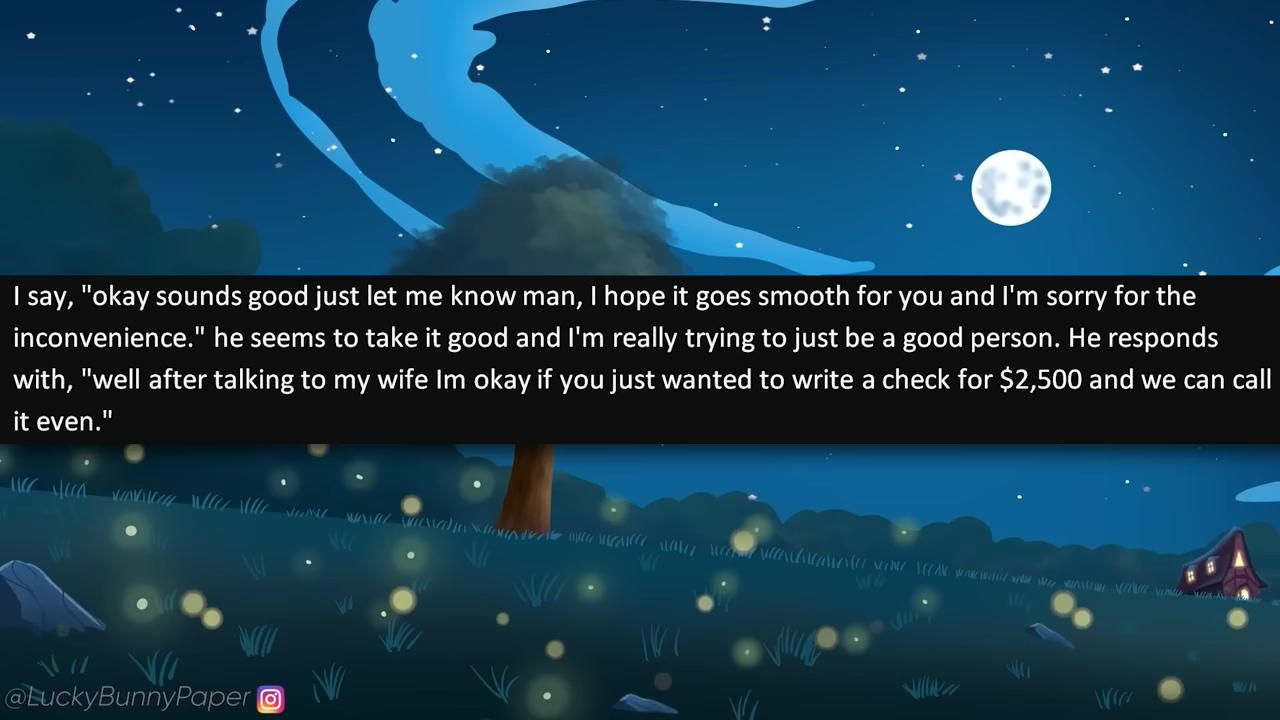 I say, "okay sounds good just let me know man, I hope it goes smooth for you and I'm sorry for the
inconvenience." he seems to take it good and I'm really trying to just be a good person. He responds
with, "well after talking to my wife Im okay if you just wanted to write a check for $2,500 and we can call
it even."
@LuckyBunnyPaper